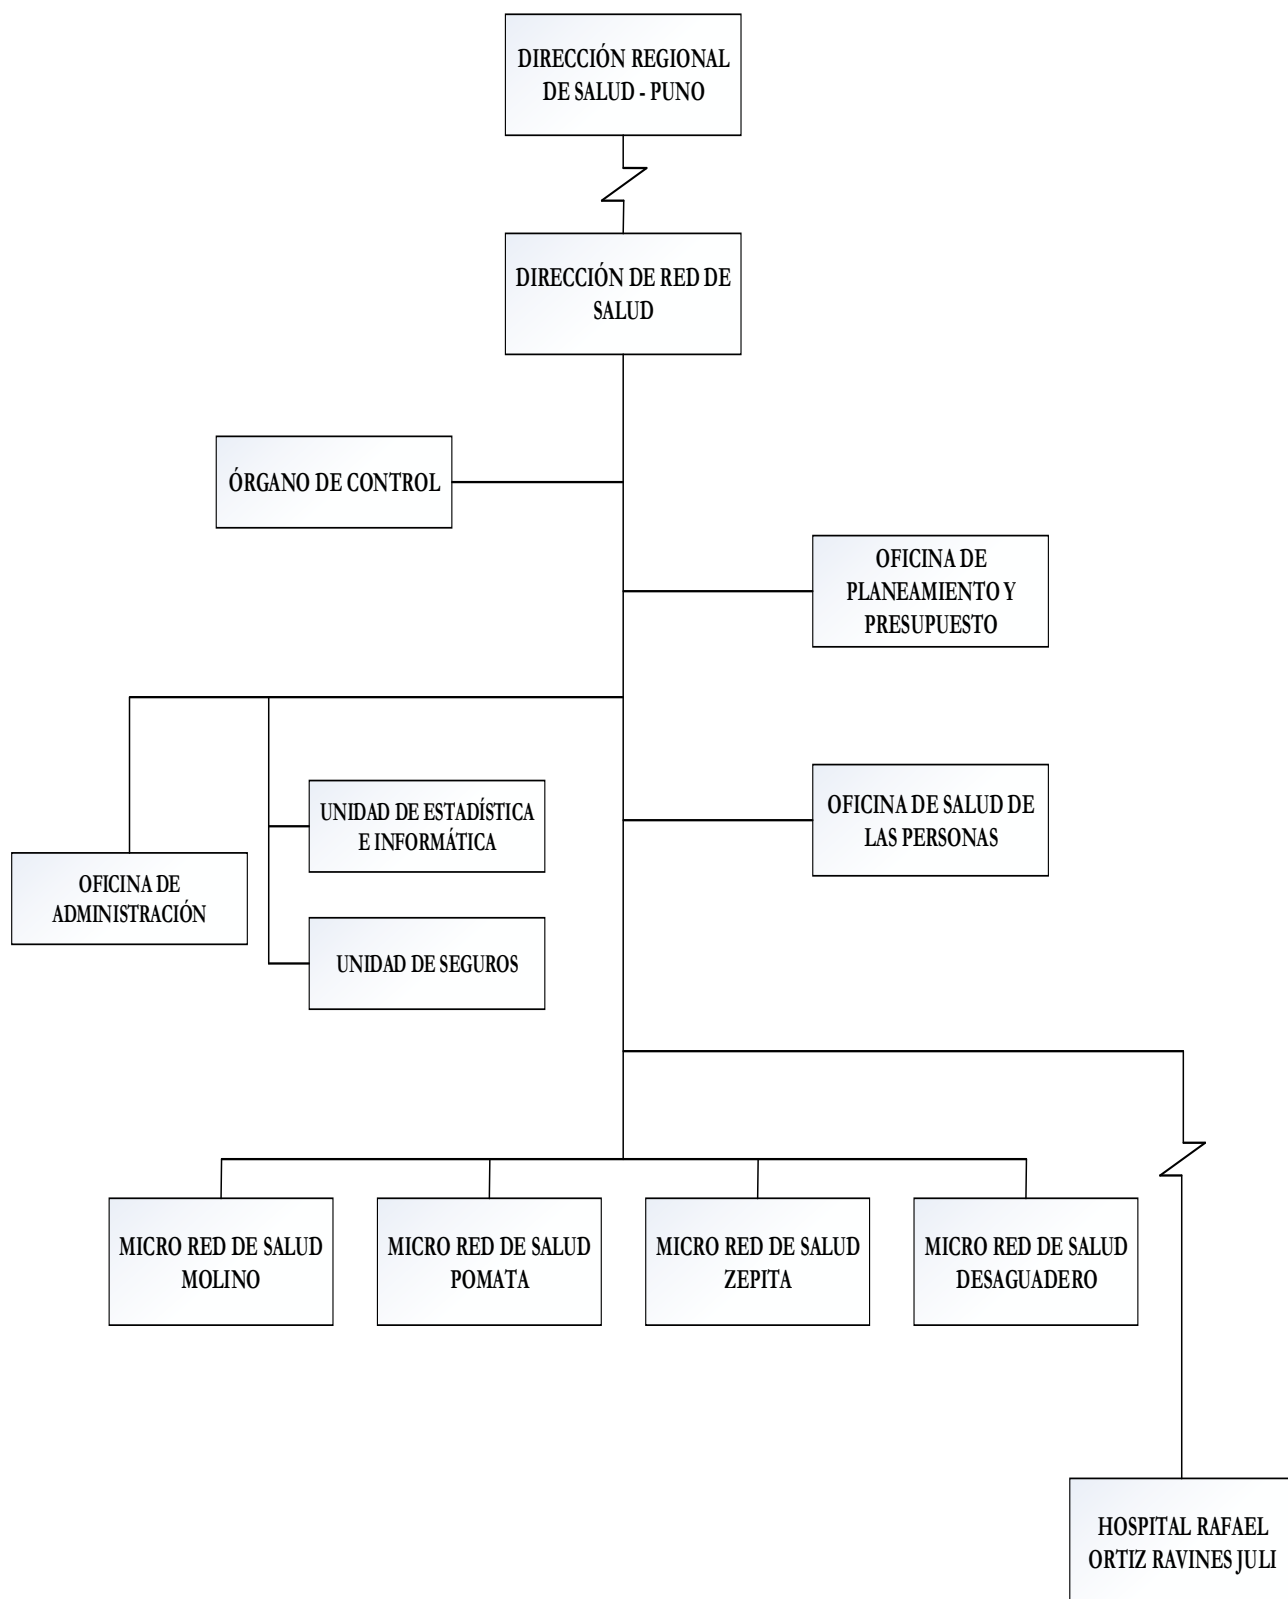 DIRECCIÓN REGIONAL
DE SALUD - PUNO
DIRECCIÓN DE RED DE
SALUD
ÓRGANO DE CONTROL
OFICINA DE
PLANEAMIENTO Y
PRESUPUESTO
UNIDAD DE ESTADÍSTICA
E INFORMÁTICA
OFICINA DE SALUD DE
LAS PERSONAS
OFICINA DE
ADMINISTRACIÓN
UNIDAD DE SEGUROS
MICRO RED DE SALUD
MOLINO
MICRO RED DE SALUD
POMATA
MICRO RED DE SALUD
ZEPITA
MICRO RED DE SALUD
DESAGUADERO
HOSPITAL RAFAEL
ORTIZ RAVINES JULI